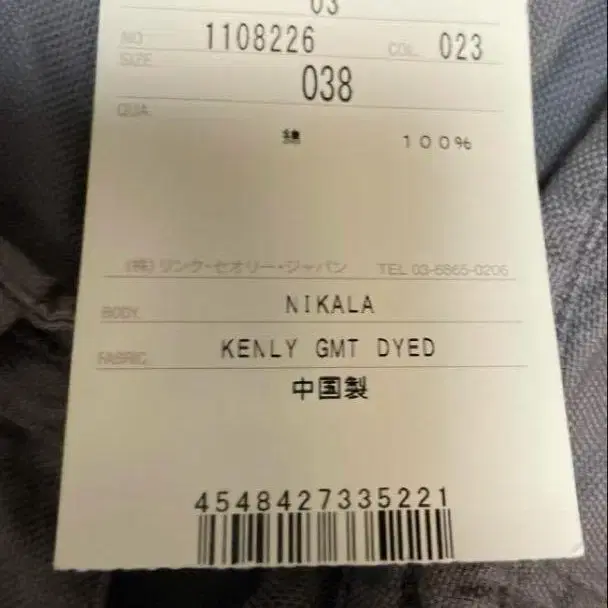 03
NO 1108226 COL 023
SIZE
038
QUA.
綿 100%
(株) リンク・セオリー・ジャパン TEL 03-6865-0206
BODY NIKALA
FABRIC KENLY GMT DYED
中国製
4548427335221